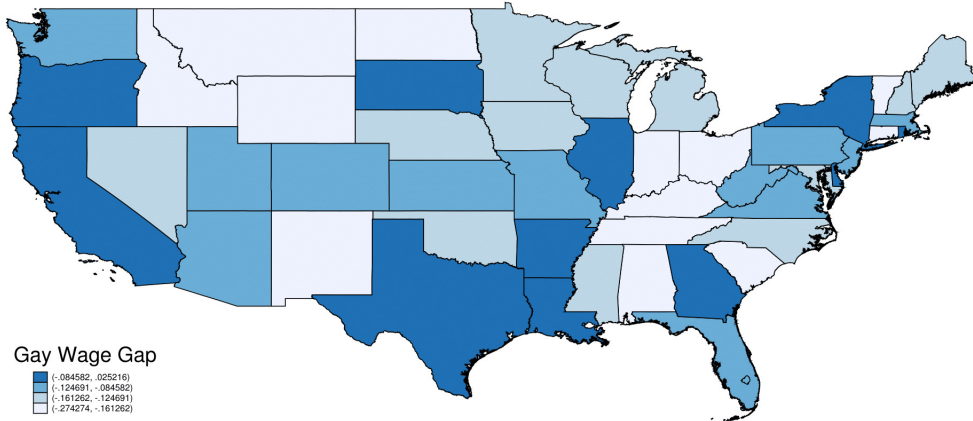 Gay Wage Gap
(-.084582, .025216)
(-.124691, -.084582)
(-.161262, -.124691)
(-.274274, -.161262)